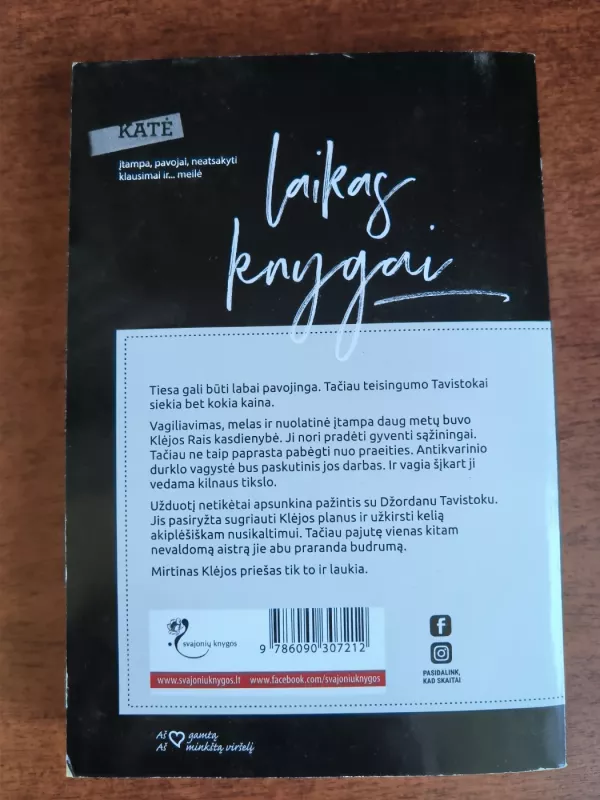 KATĖ
įtampa, pavojai, neatsakyti
klausimai ir... meilė
laikas
knygai
Tiesa gali būti labai pavojinga. Tačiau teisingumo Tavistokai
siekia bet kokia kaina.
Vagiliavimas, melas ir nuolatinė įtampa daug metų buvo
Klėjos Rais kasdienybė. Ji nori pradėti gyventi sąžiningai.
Tačiau ne taip paprasta pabėgti nuo praeities. Antikvarinio
durklo vagystė bus paskutinis jos darbas. Ir vagia šįkart ji
vedama kilnaus tikslo.
Užduotį netikėtai apsunkina pažintis su Džordanu Tavistoku.
Jis pasiryžta sugriauti Klėjos planus ir užkirsti kelią
akiplėšiškam nusikaltimui. Tačiau pajutę vienas kitam
nevaldomą aistrą jie abu praranda budrumą.
Mirtinas Klėjos priešas tik to ir laukia.
svajonių knygos
9 786090 307212
www.svajoniuknygos.lt www.facebook.com/svajoniuknygos
PASIDALINK,
KAD SKAITAI
Aš gamtą
Aš minkštą viršelį